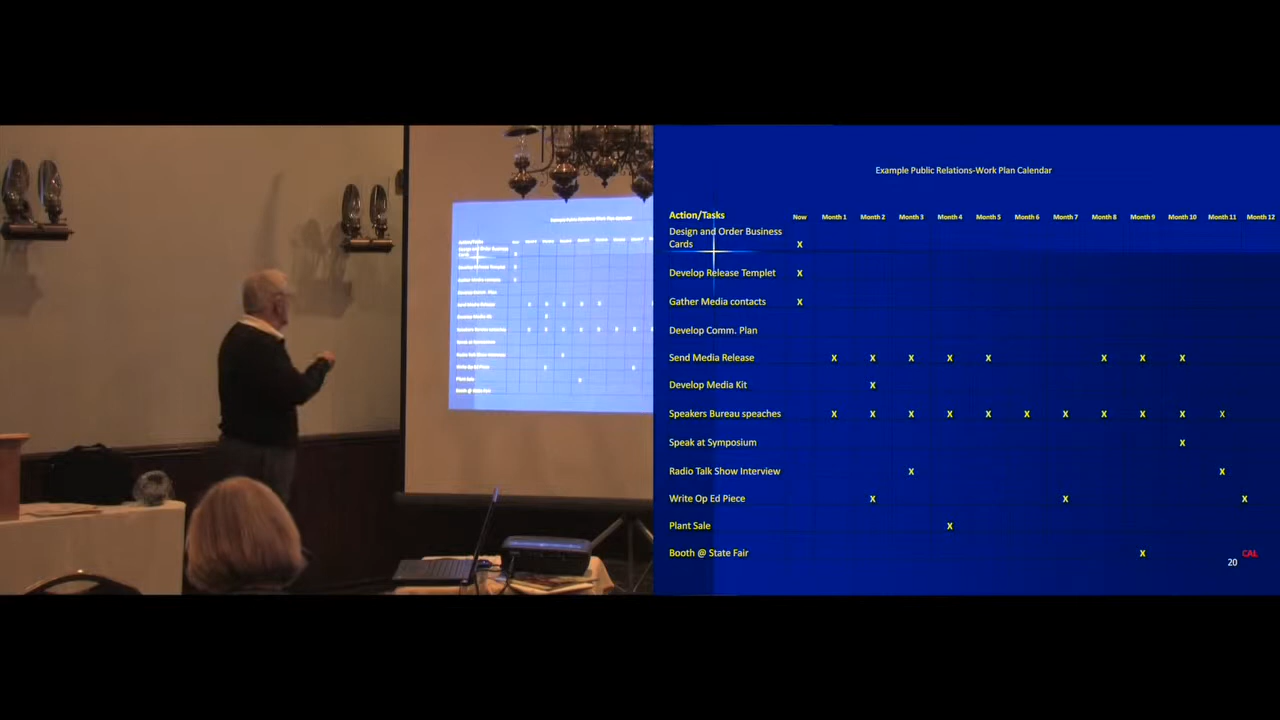 Example Public Relations-Work Plan Calendar
Action/Tasks Now Month 1 Month 2 Month 3 Month 4 Month 5 Month 6 Month 7 Month 8 Month 9 Month 10 Month 11 Month 12
Design and Order Business
Cards X
Develop Release Templet X
Gather Media contacts X
Develop Comm. Plan
Send Media Release X X X X X X X X
Develop Media Kit X
Speakers Bureau speaches X X X X X X X X X X X
Speak at Symposium X
Radio Talk Show Interview X X
Write Op Ed Piece X X X
Plant Sale X
Booth @ State Fair X CAL
20